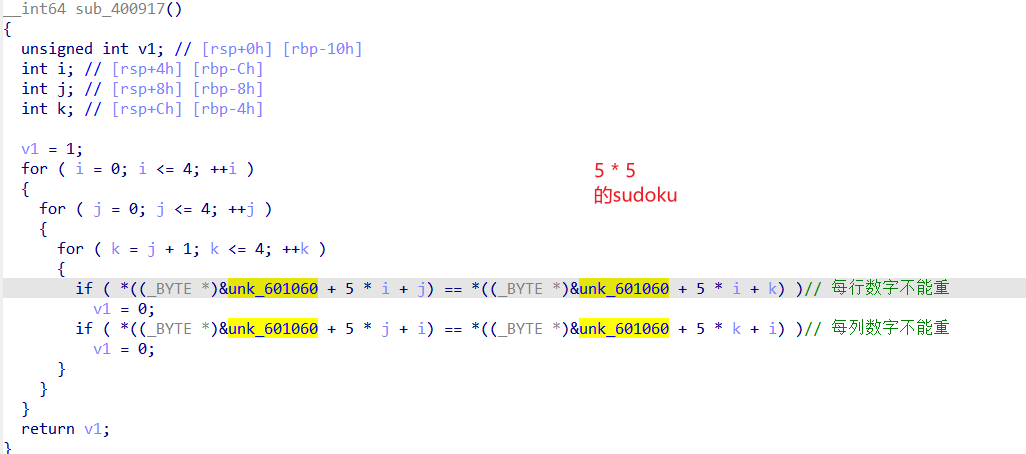 __int64 sub_400917()
{
  unsigned int v1; // [rsp+0h] [rbp-10h]
  int i; // [rsp+4h] [rbp-Ch]
  int j; // [rsp+8h] [rbp-8h]
  int k; // [rsp+Ch] [rbp-4h]

  v1 = 1;
  for ( i = 0; i <= 4; ++i )
  {
    for ( j = 0; j <= 4; ++j )
    {
      for ( k = j + 1; k <= 4; ++k )
      {
        if ( *((_BYTE *)&unk_601060 + 5 * i + j) == *((_BYTE *)&unk_601060 + 5 * i + k) )// 每行数字不能重
          v1 = 0;
        if ( *((_BYTE *)&unk_601060 + 5 * j + i) == *((_BYTE *)&unk_601060 + 5 * k + i) )// 每列数字不能重
          v1 = 0;
      }
    }
  }
  return v1;
}
5 * 5
的sudoku